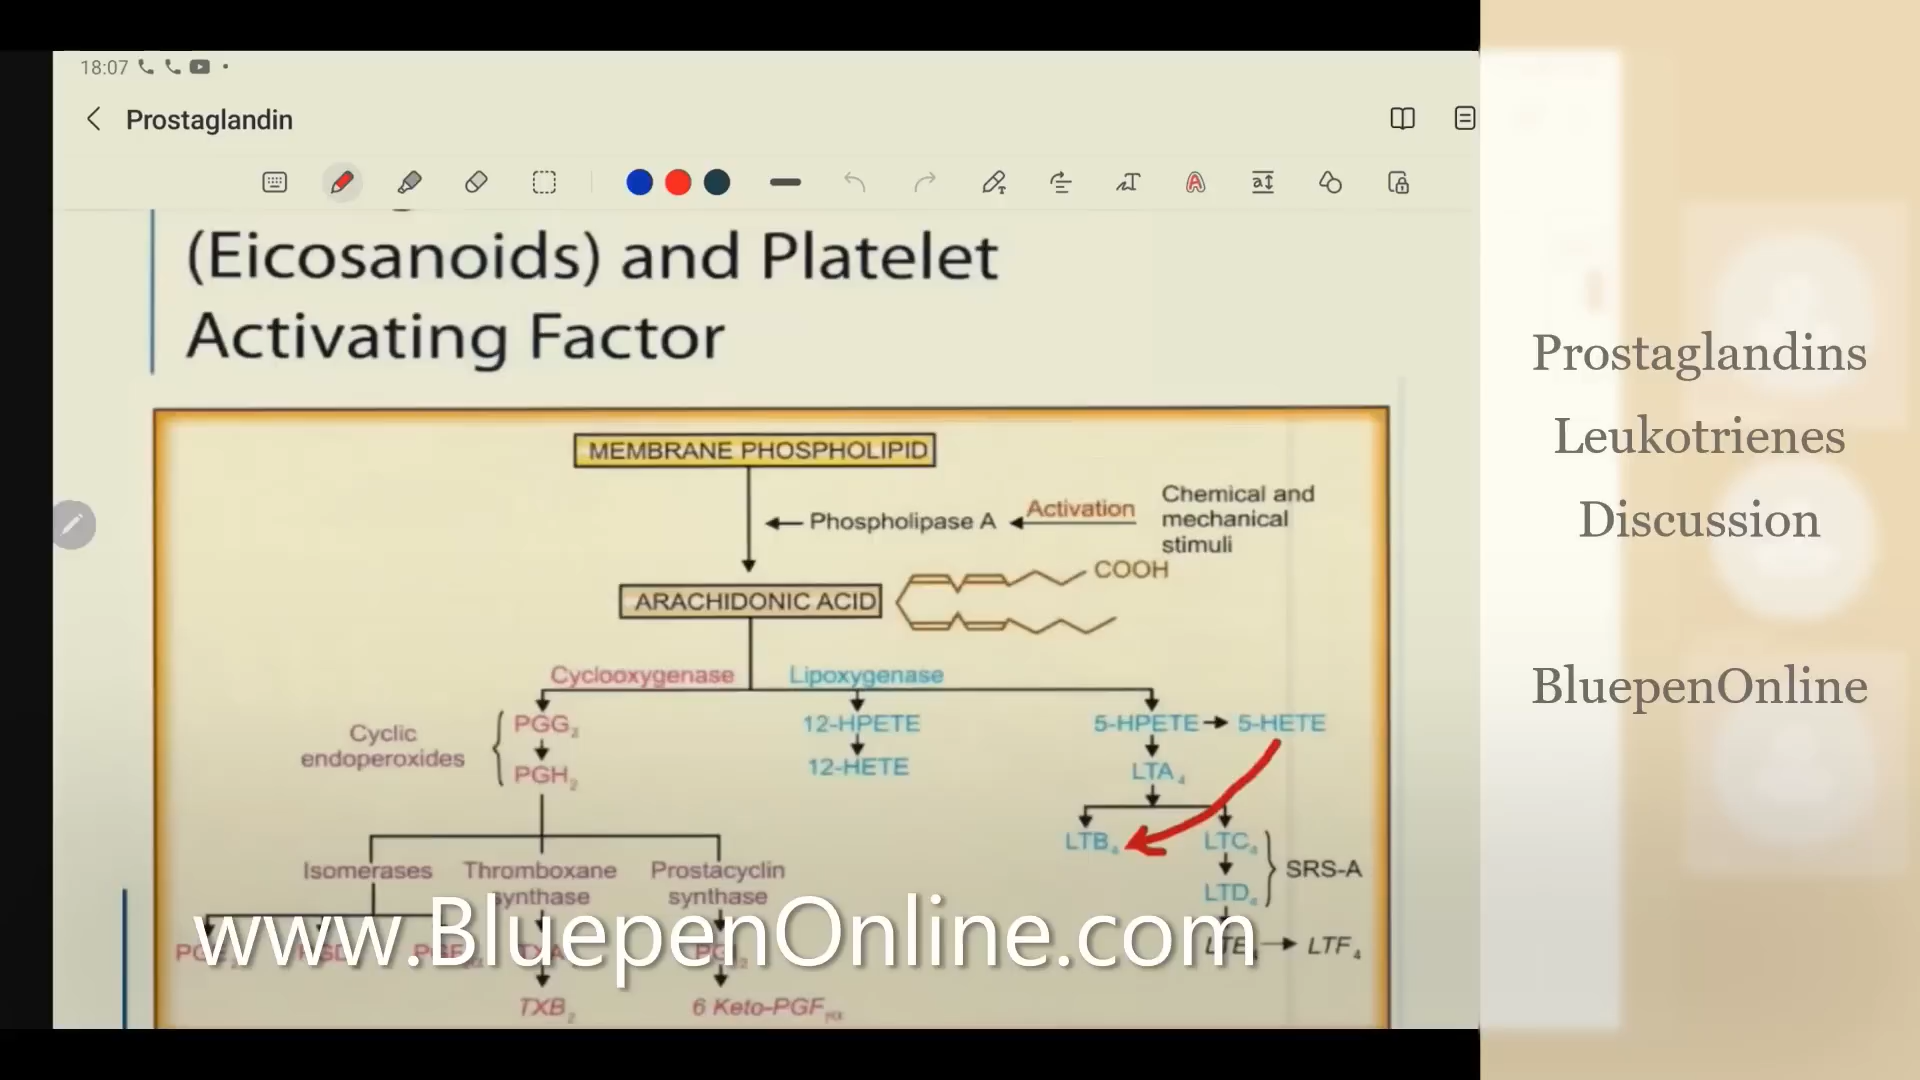 18:07
Prostaglandin
(Eicosanoids) and Platelet
Activating Factor
MEMBRANE PHOSPHOLIPID
Phospholipase A
Activation
Chemical and
mechanical
stimuli
COOH
ARACHIDONIC ACID
Cyclooxygenase
Lipoxygenase
Cyclic
endoperoxides
PGG2
PGH2
12-HPETE
12-HETE
5-HPETE
5-HETE
LTA4
LTB4
LTC4
LTD4
SRS-A
Isomerases
Thromboxane
synthase
Prostacyclin
synthase
www.BluepenOnline.com
LTF4
TXB2
6 Keto-PGF1α
Prostaglandins
Leukotrienes
Discussion
BluepenOnline